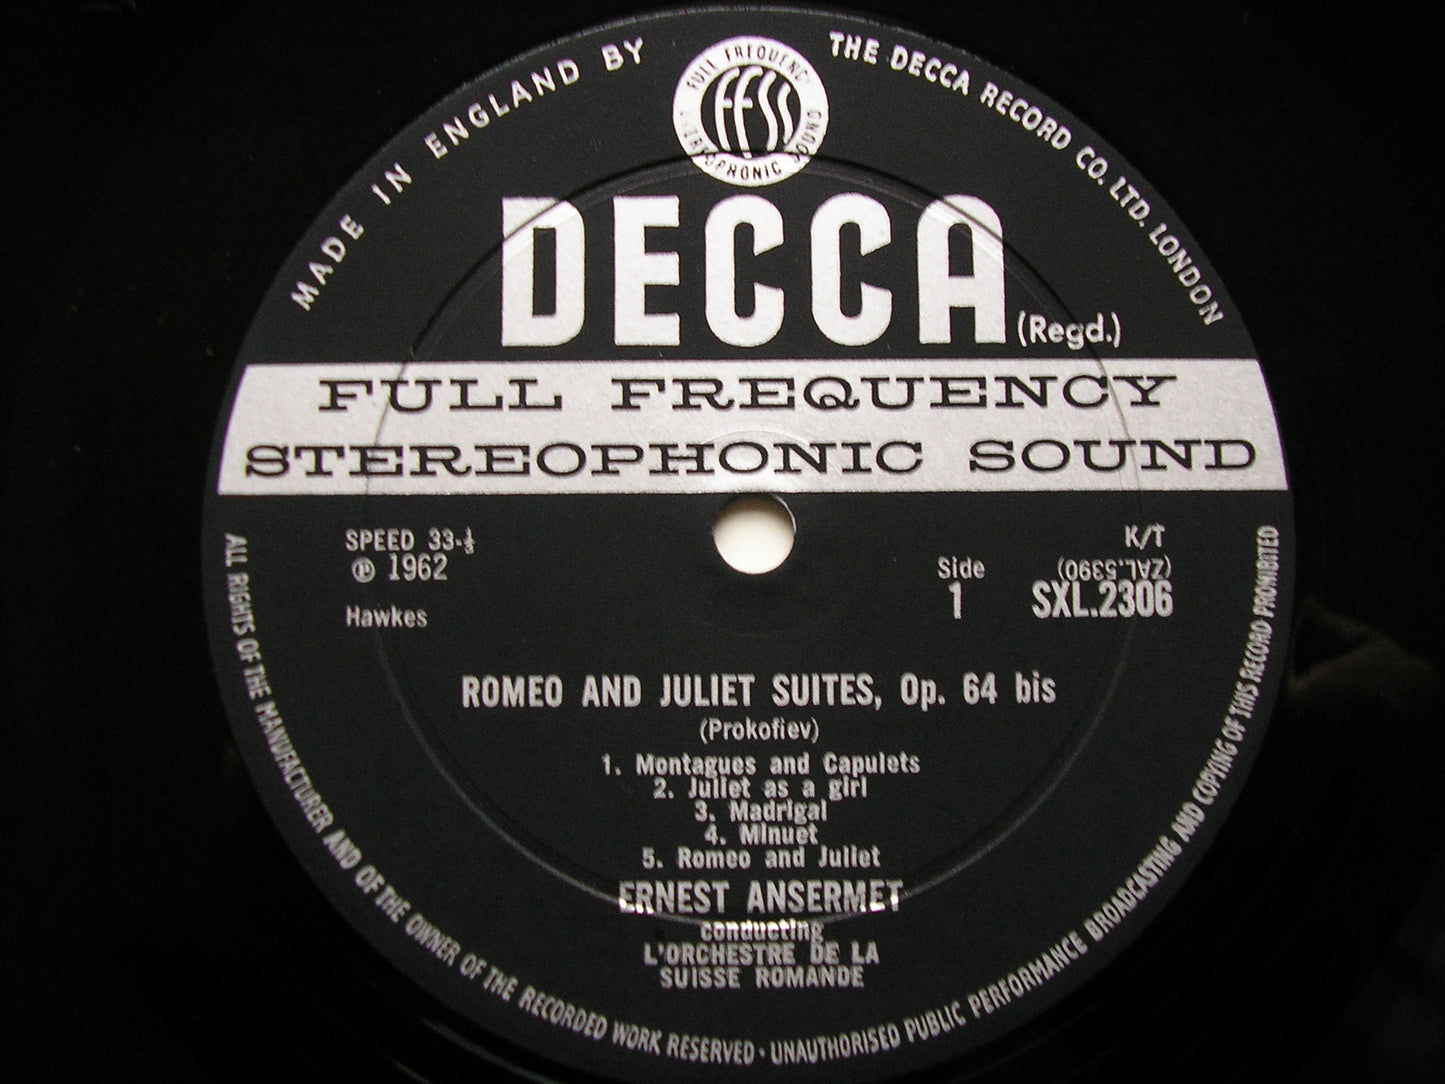 MADE IN ENGLAND BY
THE DECCA RECORD CO. LTD. LONDON
FULL FREQUENCY
STEREOPHONIC SOUND
FFSS
DECCA (Regd.)
FULL FREQUENCY
STEREOPHONIC SOUND
SPEED 33-⅓
℗ 1962
Hawkes
K/T
(ZAL.5390)
Side
1
SXL.2306
ROMEO AND JULIET SUITES, Op. 64 bis
(Prokofiev)
1. Montagues and Capulets
2. Juliet as a girl
3. Madrigal
4. Minuet
5. Romeo and Juliet
ERNEST ANSERMET
conducting
L'ORCHESTRE DE LA
SUISSE ROMANDE
ALL RIGHTS OF THE MANUFACTURER AND OF THE OWNER OF THE RECORDED WORK RESERVED · UNAUTHORISED PUBLIC PERFORMANCE BROADCASTING AND COPYING OF THIS RECORD PROHIBITED